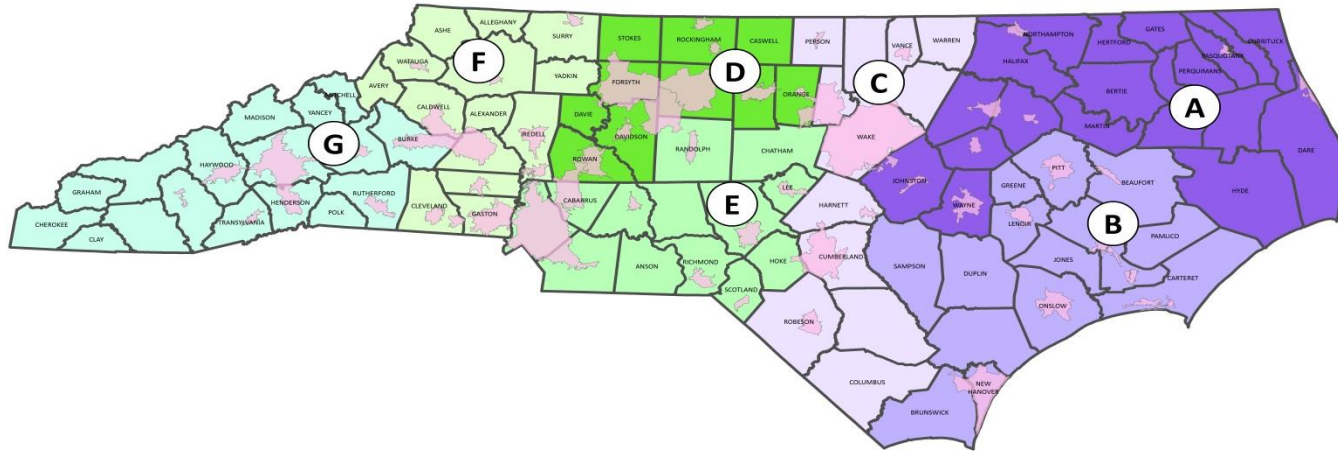 ALLEGHANY
ASHE
SURRY
STOKES
ROCKINGHAM
CASWELL
PERSON
VANCE
WARREN
NORTHAMPTON
GATES
HERTFORD
CURRITUCK
PASQUOTANK
PERQUIMANS
HALIFAX
BERTIE
MARTIN
A
WATAUGA
F
YADKIN
FORSYTH
D
ORANGE
C
AVERY
MITCHELL
CALDWELL
ALEXANDER
DAVIE
MADISON
YANCEY
G
BURKE
IREDELL
DAVIDSON
RANDOLPH
CHATHAM
WAKE
DARE
HAYWOOD
ROWAN
JOHNSTON
PITT
BEAUFORT
HYDE
GRAHAM
RUTHERFORD
CLEVELAND
CABARRUS
E
LEE
HARNETT
WAYNE
GREENE
LENOIR
B
CHEROKEE
CLAY
TRANSYLVANIA
HENDERSON
POLK
GASTON
PAMLICO
ANSON
RICHMOND
HOKE
CUMBERLAND
SAMPSON
DUPLIN
JONES
CARTERET
SCOTLAND
ONSLOW
ROBESON
COLUMBUS
NEW
HANOVER
BRUNSWICK